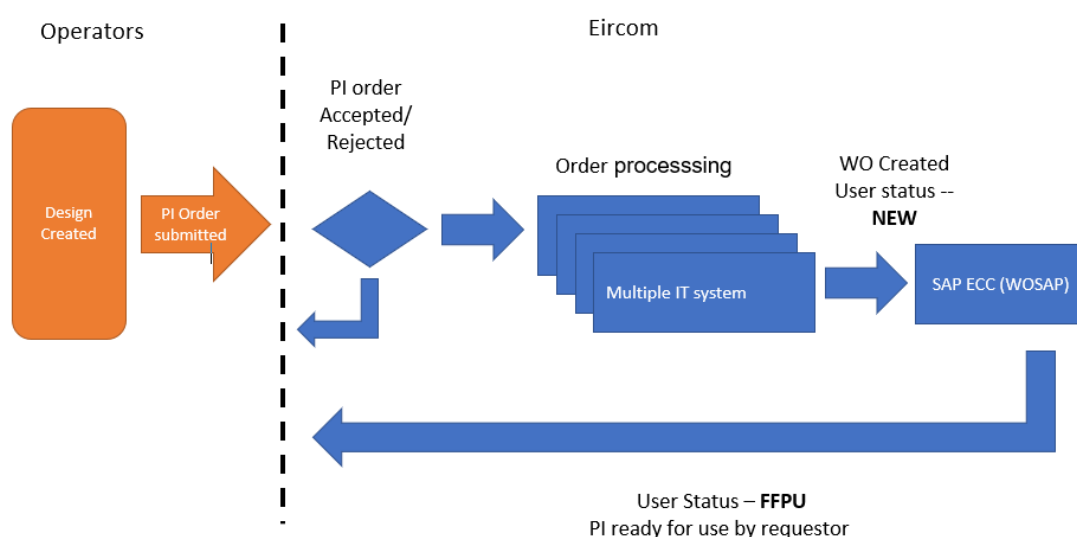 Operators
Eircom
PI order
Accepted/
Rejected
Order processsing
WO Created
User status --
NEW
Design
Created
PI Order
submitted
Multiple IT system
SAP ECC (WOSAP)
User Status – FFPU
PI ready for use by requestor